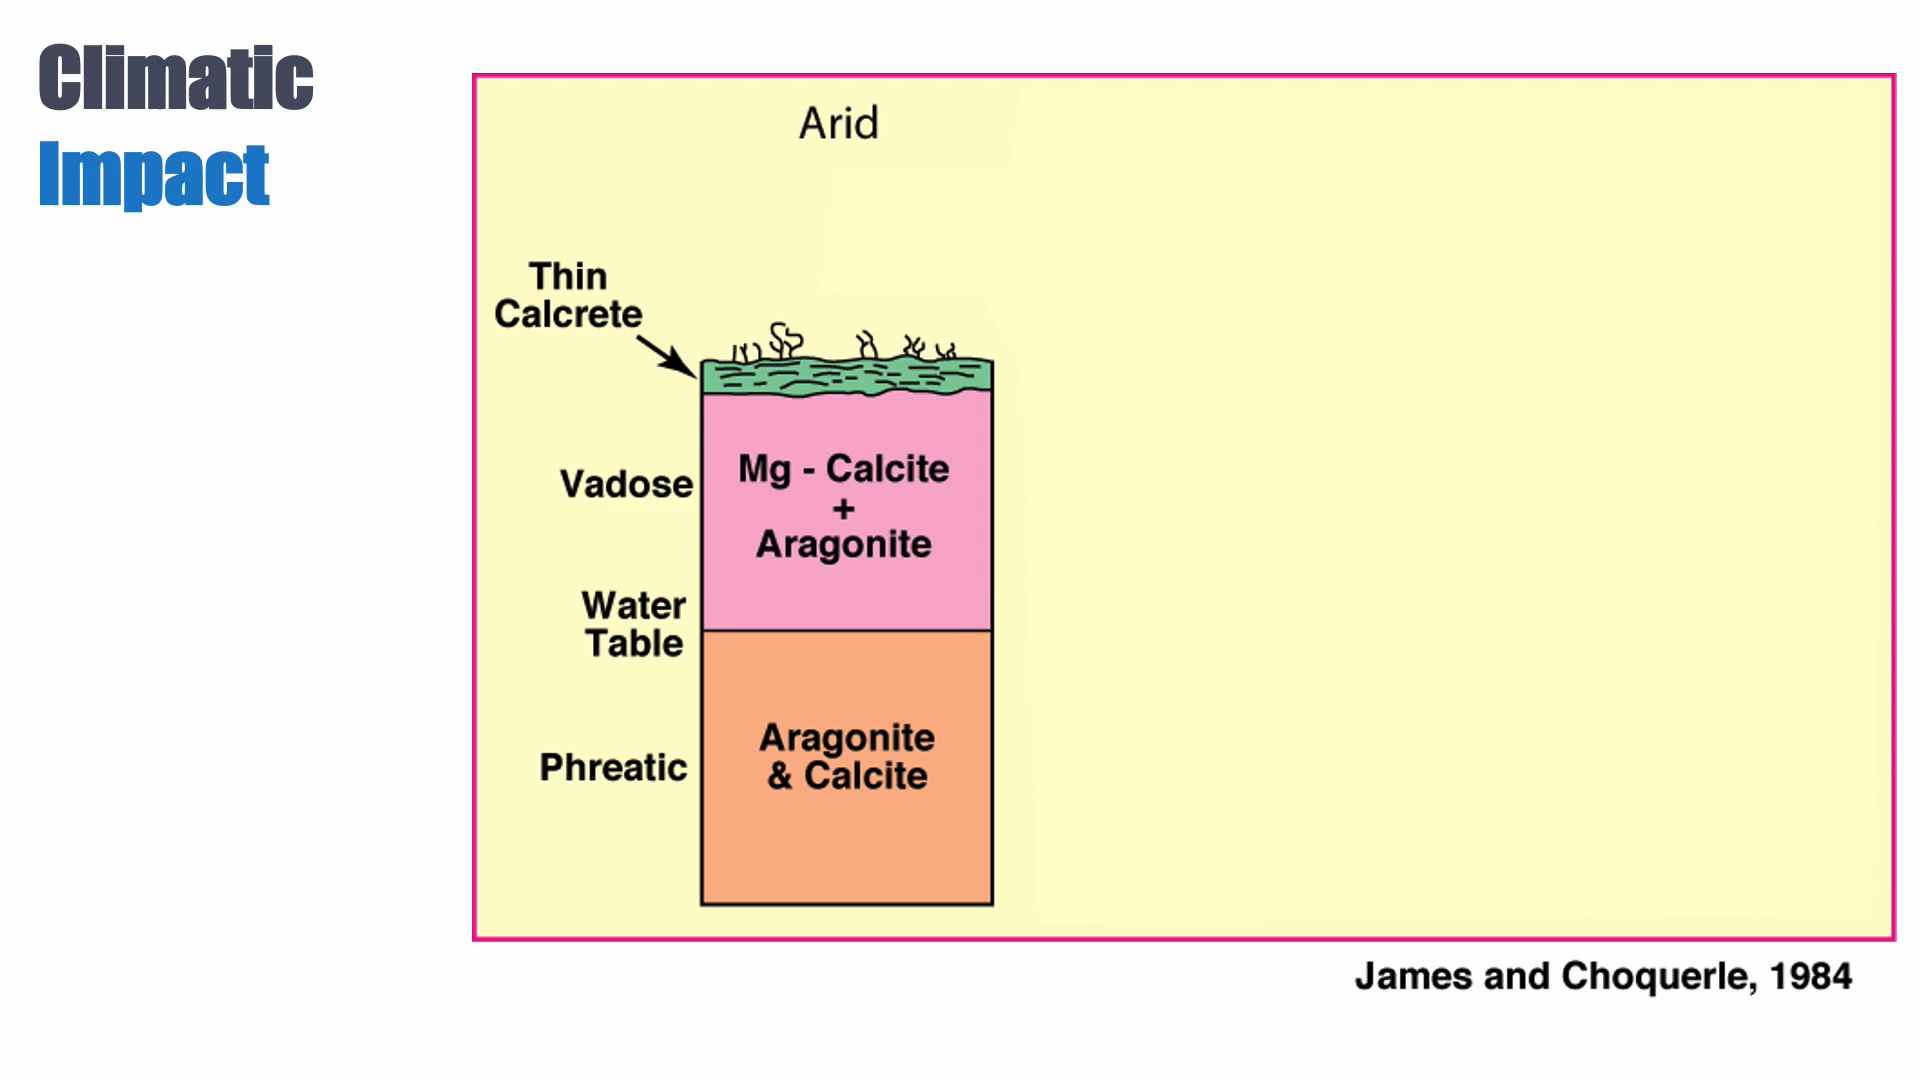 Climatic
Impact
Arid
Thin
Calcrete
Vadose
Mg - Calcite
+
Aragonite
Water
Table
Phreatic
Aragonite
& Calcite
James and Choquerle, 1984